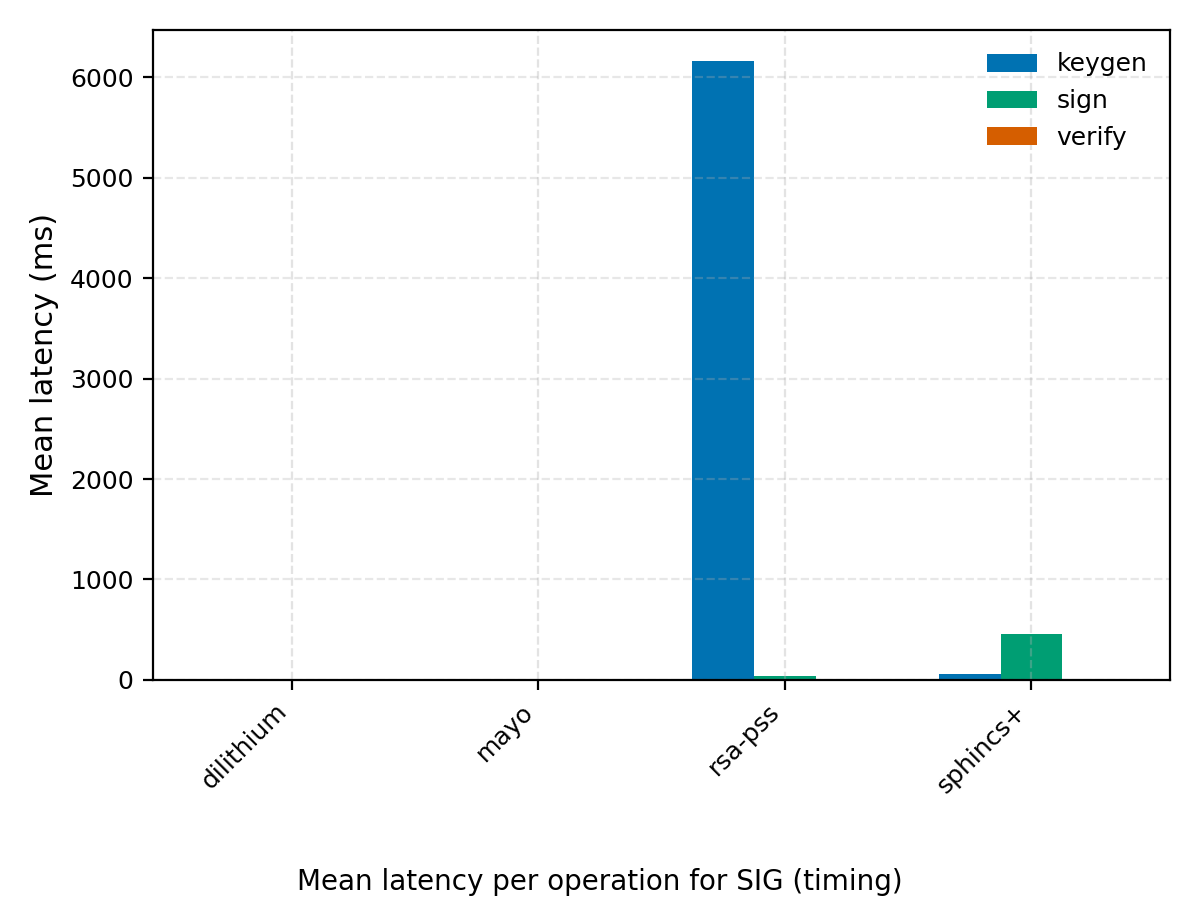 6000
5000
4000
3000
2000
1000
0
Mean latency (ms)
keygen
sign
verify
dilithium
mayo
rsa-pss
sphincs+
Mean latency per operation for SIG (timing)